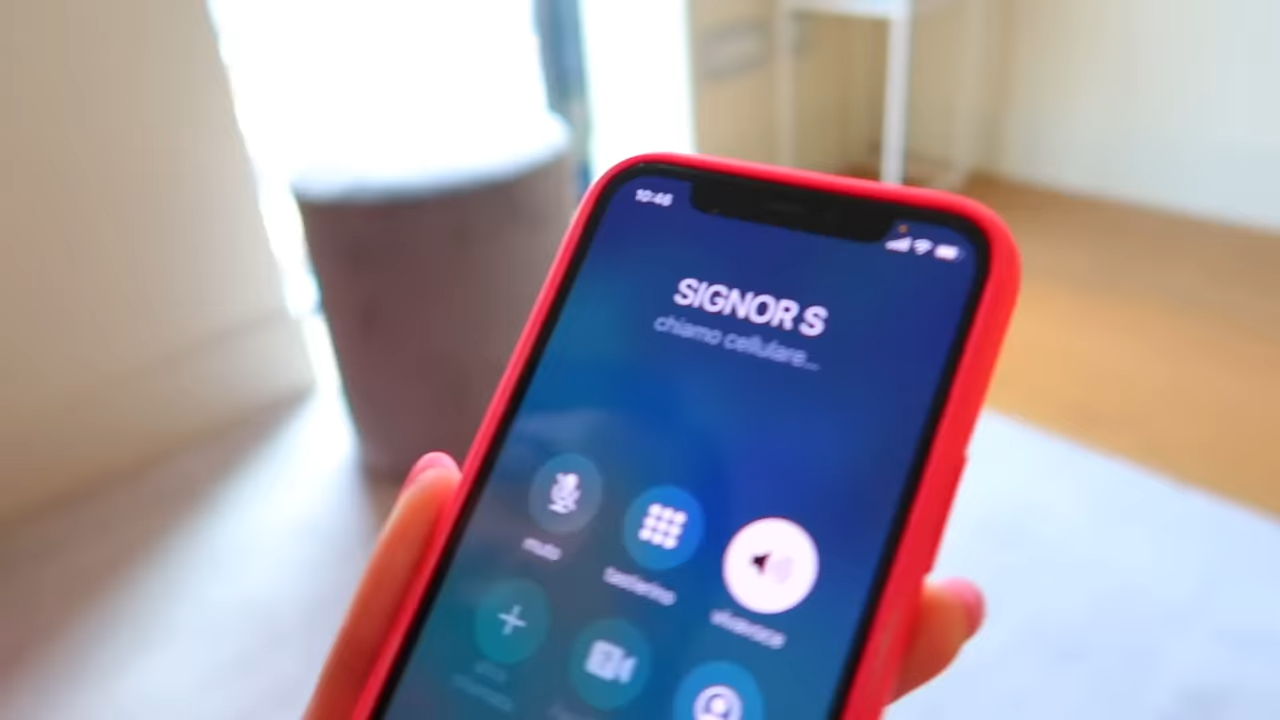 10:46
SIGNOR S
chiamo cellulare...
muto
tastierino
vivavoce